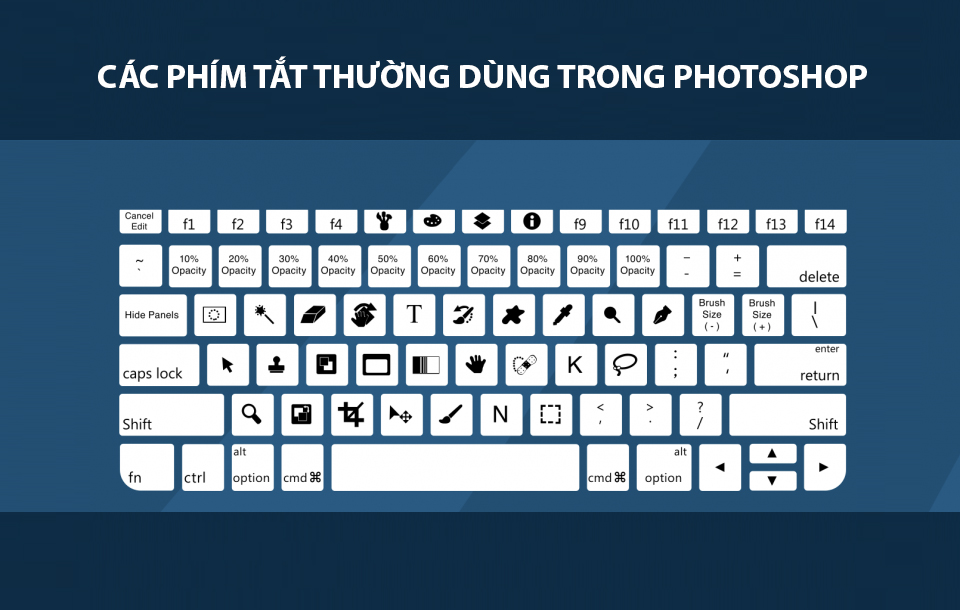 CÁC PHÍM TẮT THƯỜNG DÙNG TRONG PHOTOSHOP
Cancel
Edit
f1
f2
f3
f4
f9
f10
f11
f12
f13
f14
~
`
10%
Opacity
20%
Opacity
30%
Opacity
40%
Opacity
50%
Opacity
60%
Opacity
70%
Opacity
80%
Opacity
90%
Opacity
100%
Opacity
–
-
+
=
delete
Hide Panels
T
Brush
Size
( - )
Brush
Size
( + )
|
\
caps lock
K
:
;
“
‘
enter
return
Shift
N
<
,
>
.
?
/
Shift
fn
ctrl
alt
option
cmd ⌘
cmd ⌘
alt
option
◄
▲
▼
►